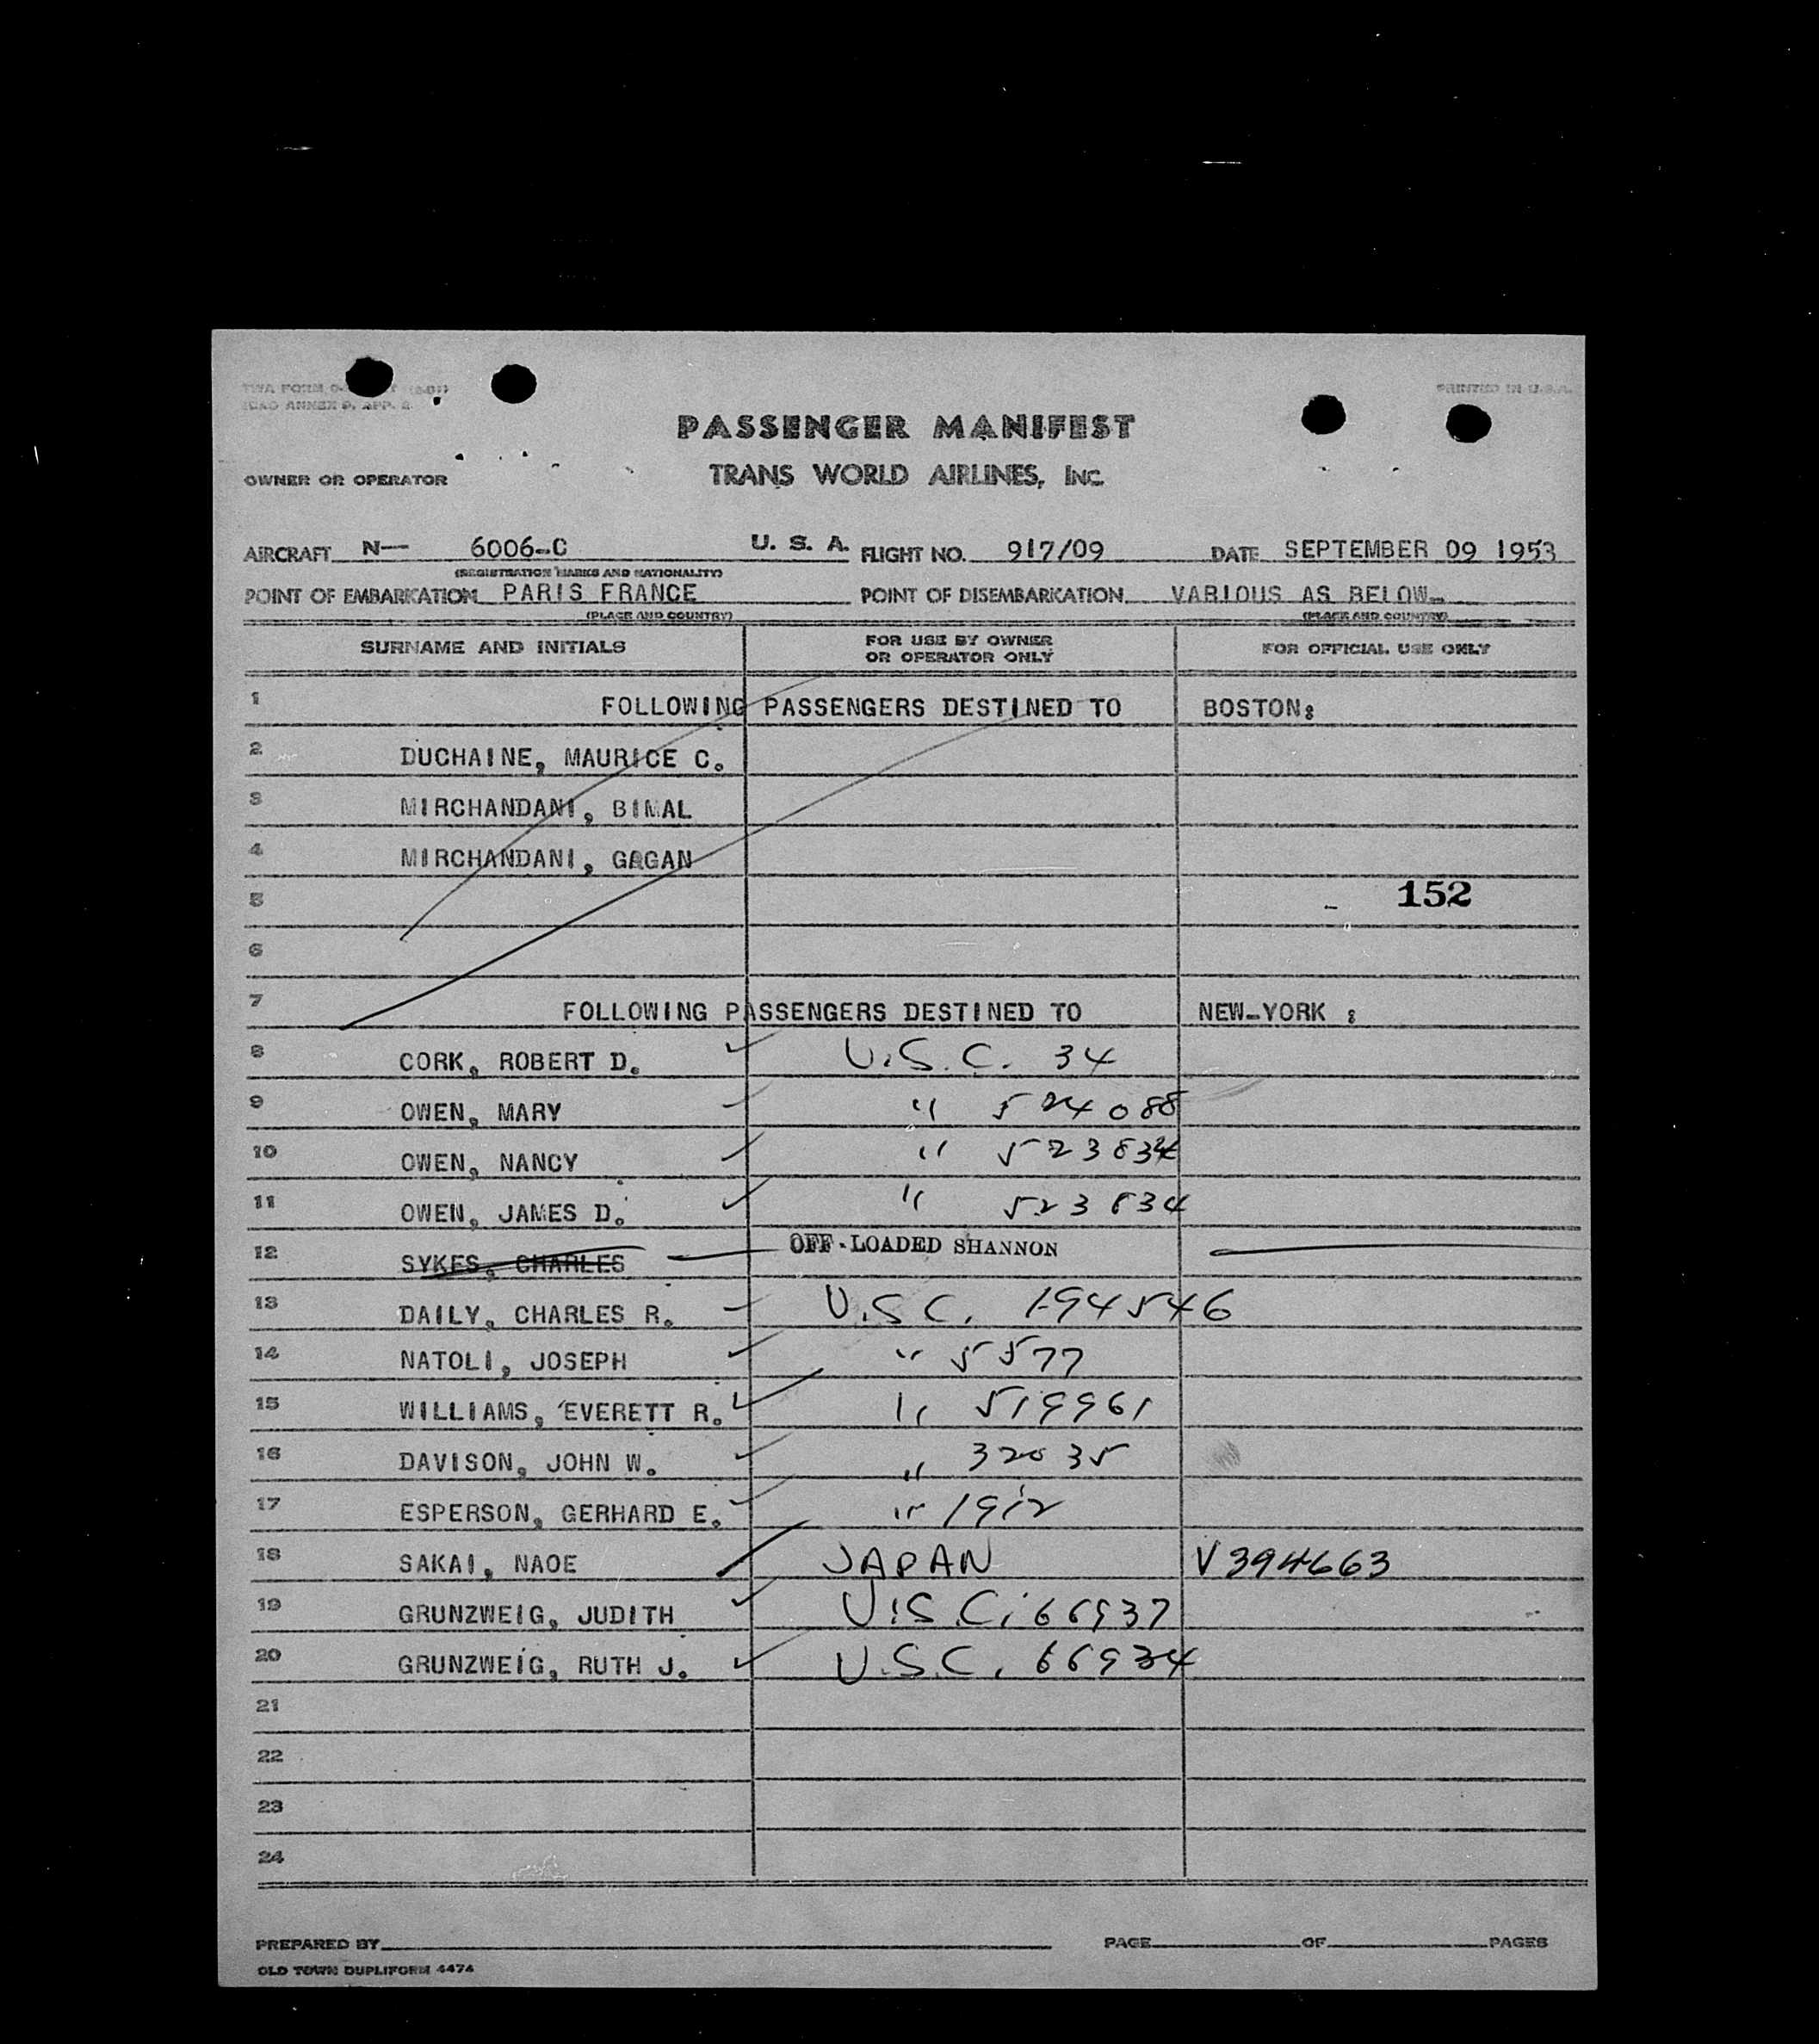 PRINTED IN U.S.A.
PASSENGER MANIFEST
OWNER OR OPERATOR TRANS WORLD AIRLINES, INC.
AIRCRAFT N— 6006-C U. S. A. FLIGHT NO. 917/09 DATE SEPTEMBER 09 1953
(REGISTRATION MARKS AND NATIONALITY)
POINT OF EMBARKATION PARIS FRANCE POINT OF DISEMBARKATION VARIOUS AS BELOW-
(PLACE AND COUNTRY) (PLACE AND COUNTRY)
SURNAME AND INITIALS FOR USE BY OWNER OR OPERATOR ONLY FOR OFFICIAL USE ONLY
1 FOLLOWING PASSENGERS DESTINED TO BOSTON:
2 DUCHAINE, MAURICE C.
3 MIRCHANDANI, BIMAL
4 MIRCHANDANI, GAGAN
5 152
6
7 FOLLOWING PASSENGERS DESTINED TO NEW-YORK :
8 CORK, ROBERT D. U.S.C. 34
9 OWEN, MARY " 524088
10 OWEN, NANCY " 523834
11 OWEN, JAMES D. " 523834
12 SYKES, CHARLES OFF-LOADED SHANNON
13 DAILY, CHARLES R. U.S.C. 194546
14 NATOLI, JOSEPH " 5577
15 WILLIAMS, EVERETT R. " 519961
16 DAVISON, JOHN W. " 32035
17 ESPERSON, GERHARD E. " 1912
18 SAKAI, NAOE JAPAN V394663
19 GRUNZWEIG, JUDITH U.S.C. 66937
20 GRUNZWEIG, RUTH J. U.S.C. 66934
21
22
23
24
PREPARED BY PAGE OF PAGES
OLD TOWN DUPLIFORM 4474